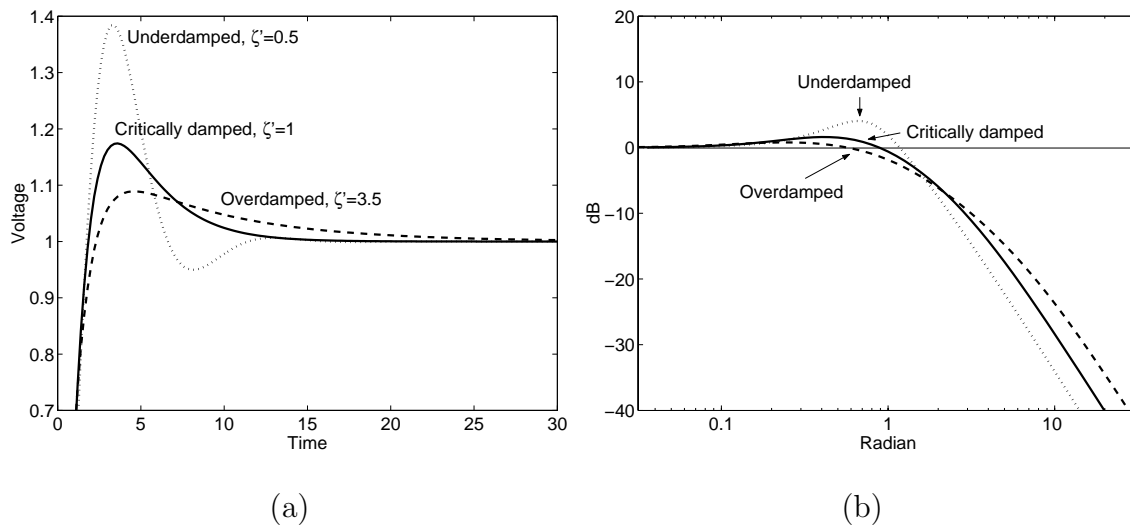 1.4
1.3
1.2
1.1
1
0.9
0.8
0.7
0 5 10 15 20 25 30
Time
Voltage
Underdamped, ζ'=0.5
Critically damped, ζ'=1
Overdamped, ζ'=3.5
(a)
20
10
0
−10
−20
−30
−40
0.1 1 10
Radian
dB
Underdamped
Critically damped
Overdamped
(b)